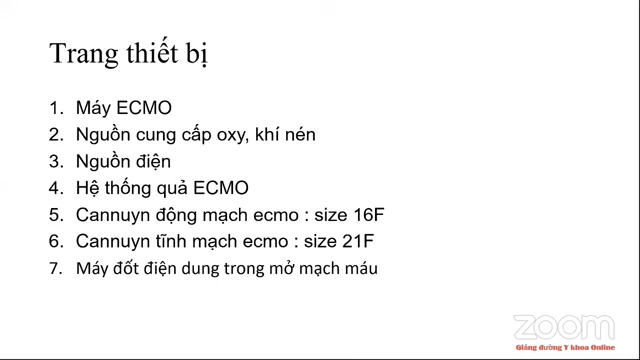 Trang thiết bị
1. Máy ECMO
2. Nguồn cung cấp oxy, khí nén
3. Nguồn điện
4. Hệ thống quả ECMO
5. Cannuyn động mạch ecmo : size 16F
6. Cannuyn tĩnh mạch ecmo : size 21F
7. Máy đốt điện dung trong mở mạch máu
zoom
Giảng đường Y khoa Online